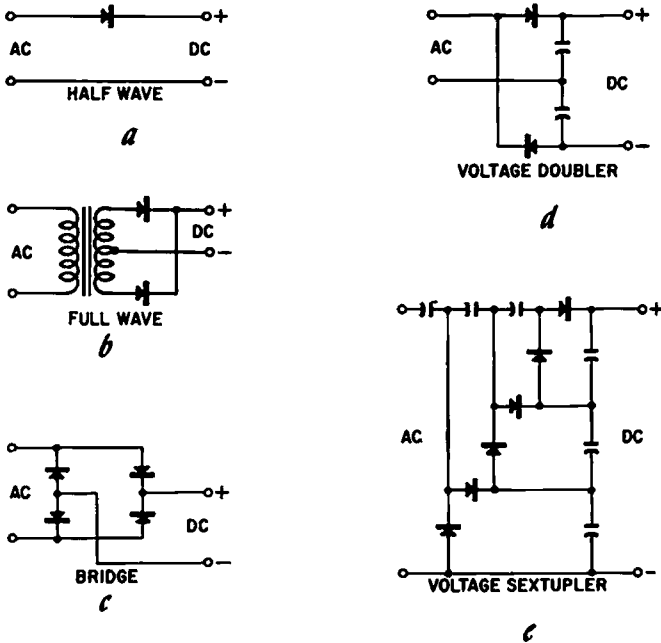 AC DC +
−
HALF WAVE
a
AC DC +
−
FULL WAVE
b
AC +
DC
−
BRIDGE
c
AC + DC
−
VOLTAGE DOUBLER
d
+
AC DC
−
VOLTAGE SEXTUPLER
e